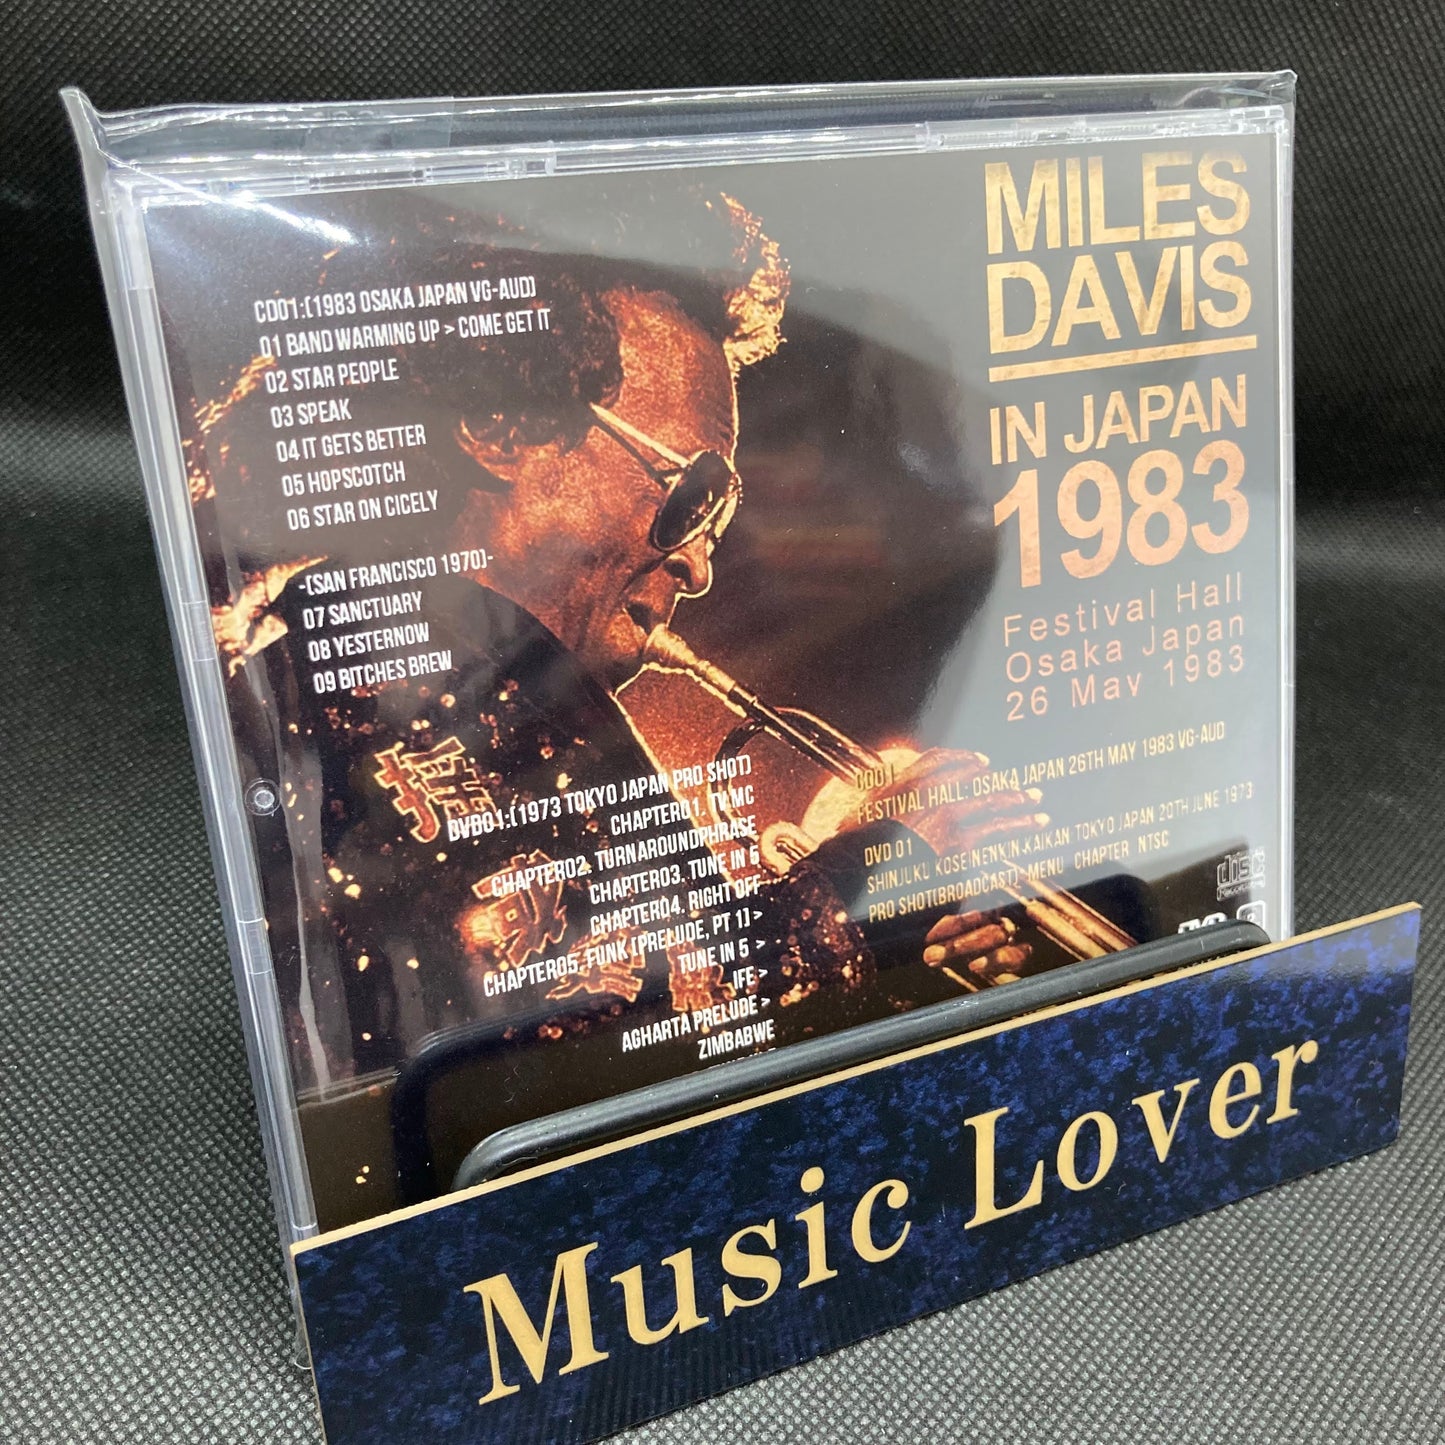 MILES
DAVIS
IN JAPAN
1983
Festival Hall
Osaka Japan
26 May 1983
CD01:[1983 OSAKA JAPAN VG-AUD]
01 BAND WARMING UP > COME GET IT
02 STAR PEOPLE
03 SPEAK
04 IT GETS BETTER
05 HOPSCOTCH
06 STAR ON CICELY
-[SAN FRANCISCO 1970]-
07 SANCTUARY
08 YESTERNOW
09 BITCHES BREW
DVD01:[1973 TOKYO JAPAN PRO SHOT]
CHAPTER01. TV MC
CHAPTER02. TURNAROUNDPHRASE
CHAPTER03. TUNE IN 5
CHAPTER04. RIGHT OFF
CHAPTER05. FUNK [PRELUDE, PT 1] >
TUNE IN 5 >
IFE >
AGHARTA PRELUDE >
ZIMBABWE
CD01
FESTIVAL HALL: OSAKA JAPAN 26TH MAY 1983 VG-AUD
DVD 01
SHINJUKU KOSEINENKIN KAIKAN TOKYO JAPAN 20TH JUNE 1973
PRO SHOT(BROADCAST) MENU CHAPTER NTSC
disc
Music Lover